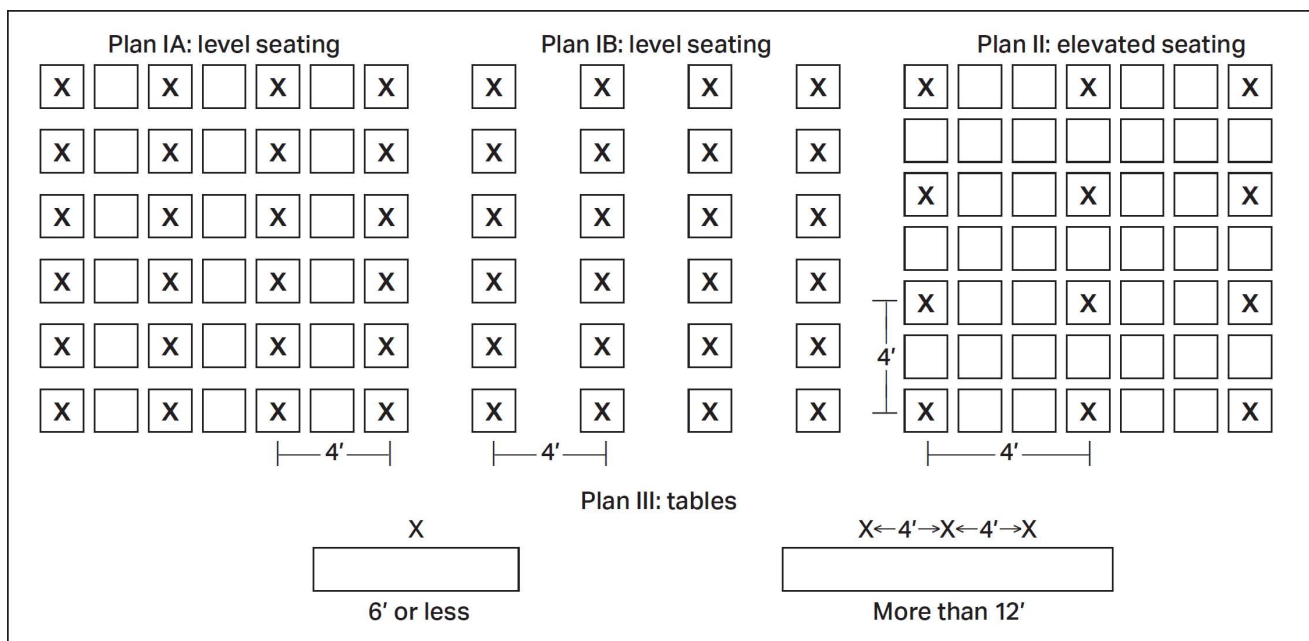 Plan IA: level seating
Plan IB: level seating
Plan II: elevated seating
X X X X X X X X X X X
X X X X X X X X
X X X X X X X X X X X
X X X X X X X X
X X X X X X X X X X X
4′
X X X X X X X X
X X X X X X X X X X X
4′ 4′ 4′
Plan III: tables
X
X←4′→X←4′→X
6′ or less
More than 12′